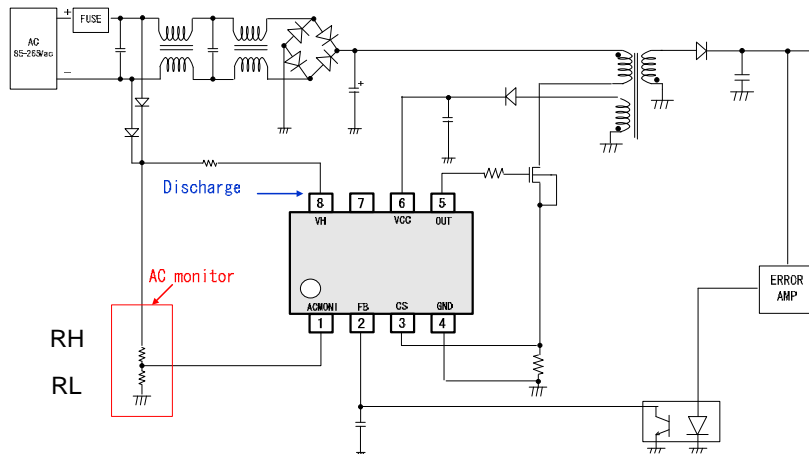 +
FUSE
AC
85-265Vac
−
+
Discharge
8
7
6
5
VH
VCC
OUT
AC monitor
ACMONI
FB
CS
GND
1
2
3
4
RH
RL
ERROR
AMP